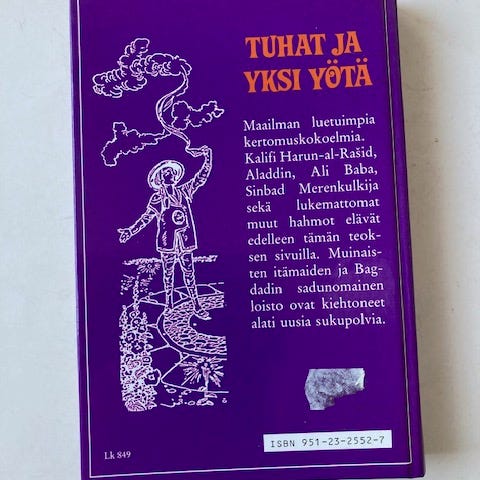 TUHAT JA
YKSI YÖTÄ
Maailman luetuimpia
kertomuskokoelmia.
Kalifi Harun-al-Rašid,
Aladdin, Ali Baba,
Sinbad Merenkulkija
sekä lukemattomat
muut hahmot elävät
edelleen tämän teok-
sen sivuilla. Muinais-
ten itämaiden ja Bag-
dadin sadunomainen
loisto ovat kiehtoneet
alati uusia sukupolvia.
ISBN 951-23-2552-7
Lk 849